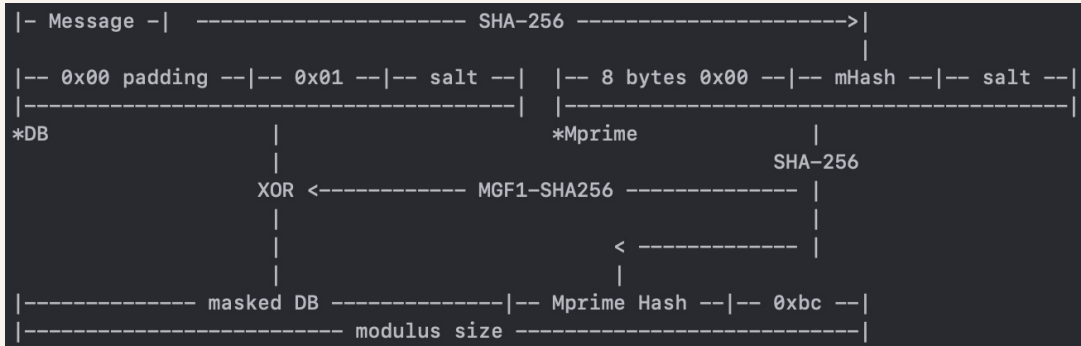 |- Message -| -------------------- SHA-256 -------------------->|
|
|-- 0x00 padding --|-- 0x01 --|-- salt --| |-- 8 bytes 0x00 --|-- mHash --|-- salt --|
|------------------------------------------| |-------------------------------------------|
*DB | *Mprime |
| SHA-256
XOR <------------ MGF1-SHA256 ------------- |
| |
| < ------------- |
| |
|------------- masked DB --------------|-- Mprime Hash --|-- 0xbc --|
|------------------------ modulus size ----------------------------|